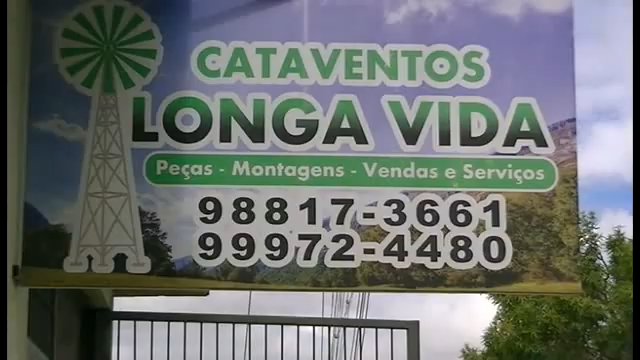 CATAVENTOS
LONGA VIDA
Peças - Montagens - Vendas e Serviços
98817-3661
99972-4480